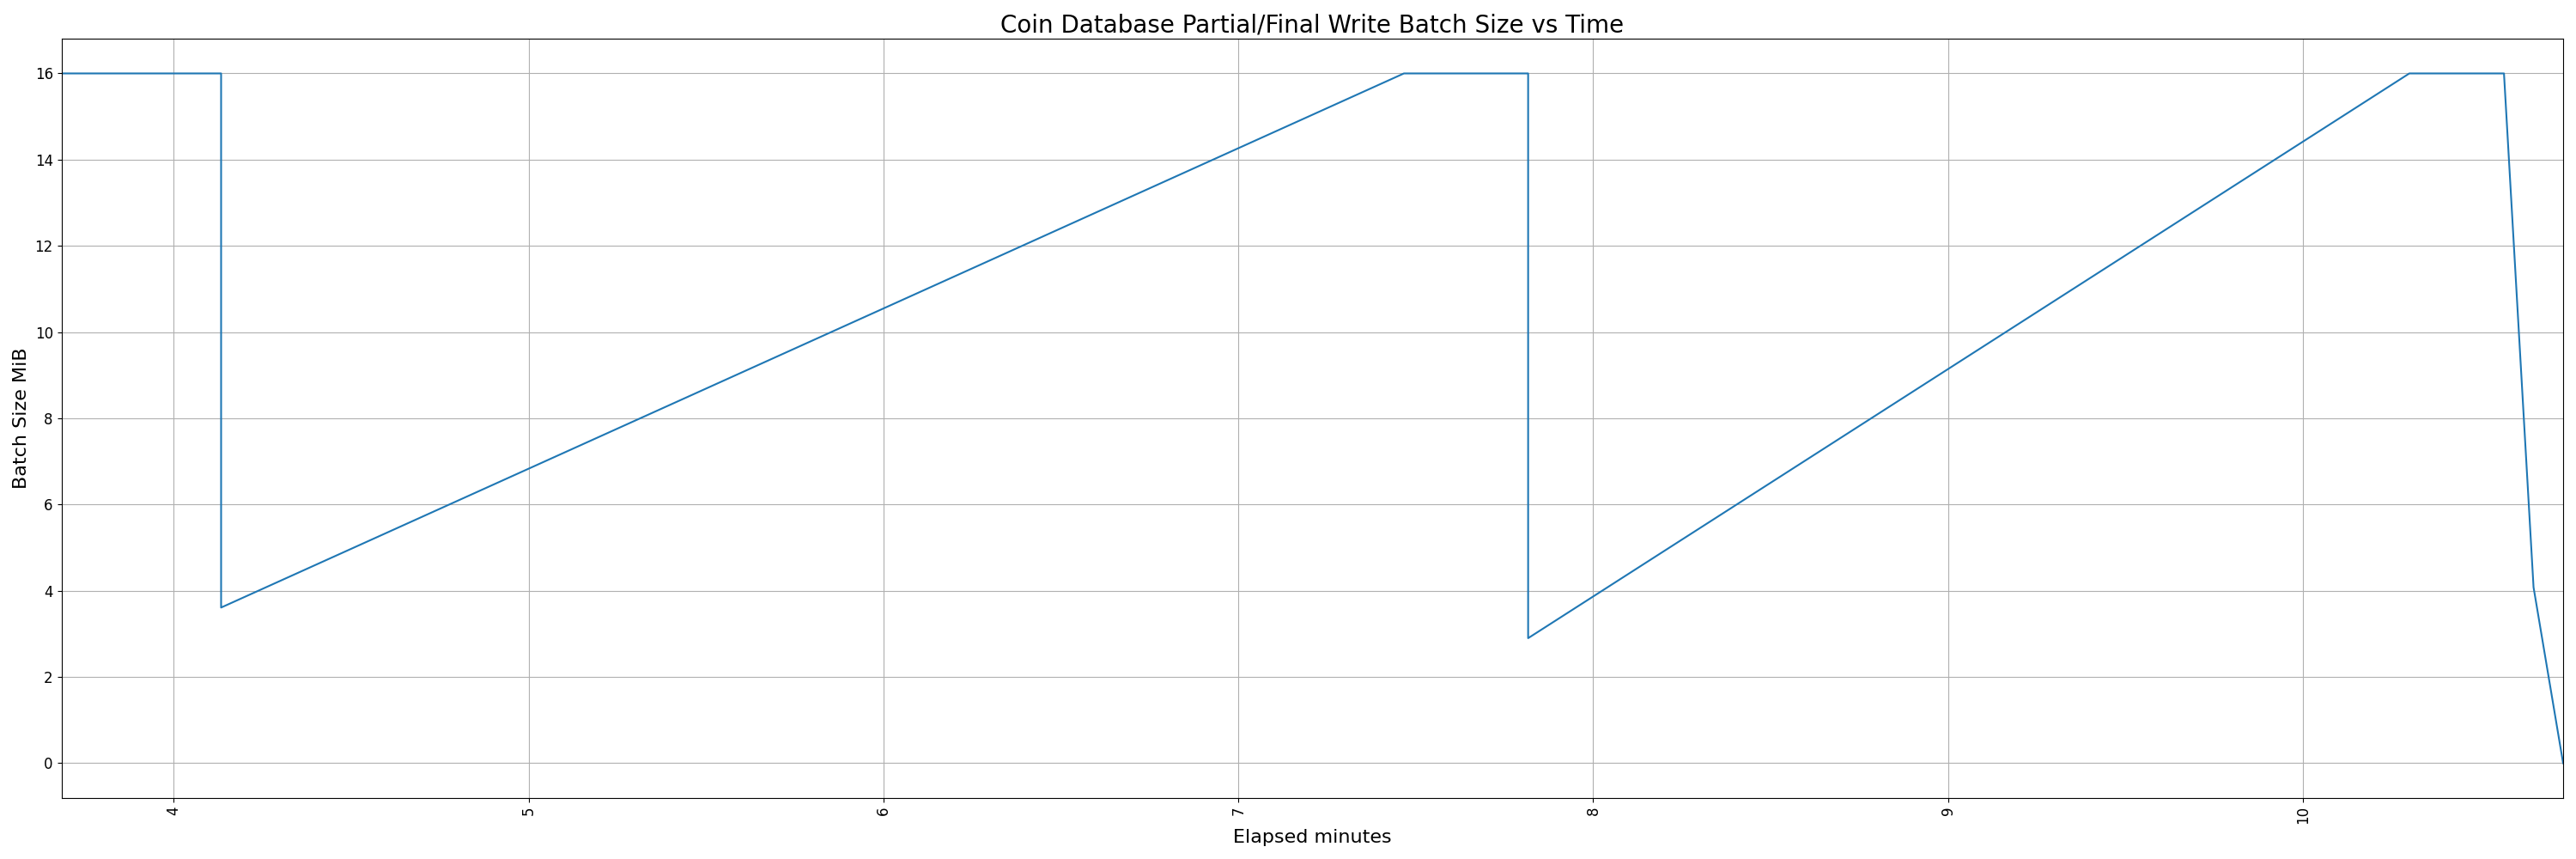 Coin Database Partial/Final Write Batch Size vs Time
16
14
12
10
8
6
4
2
0
Batch Size MiB
4 5 6 7 8 9 10
Elapsed minutes